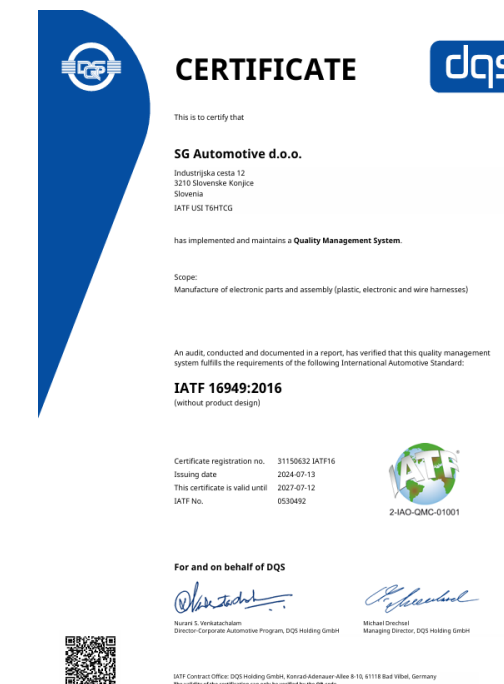 CERTIFICATE
dqs
This is to certify that
SG Automotive d.o.o.
Industrijska cesta 12
3210 Slovenske Konjice
Slovenia
IATF USI T6HTCG
has implemented and maintains a Quality Management System.
Scope:
Manufacture of electronic parts and assembly (plastic, electronic and wire harnesses)
An audit, conducted and documented in a report, has verified that this quality management
system fulfills the requirements of the following International Automotive Standard:
IATF 16949:2016
(without product design)
Certificate registration no. 31150632 IATF16
Issuing date 2024-07-13
This certificate is valid until 2027-07-12
IATF No. 0530492
IATF
2-IAO-QMC-01001
For and on behalf of DQS
Nurani S. Venkatachalam
Director-Corporate Automotive Program, DQS Holding GmbH
Michael Drechsel
Managing Director, DQS Holding GmbH
IATF Contract Office: DQS Holding GmbH, Konrad-Adenauer-Allee 8-10, 61118 Bad Vilbel, Germany